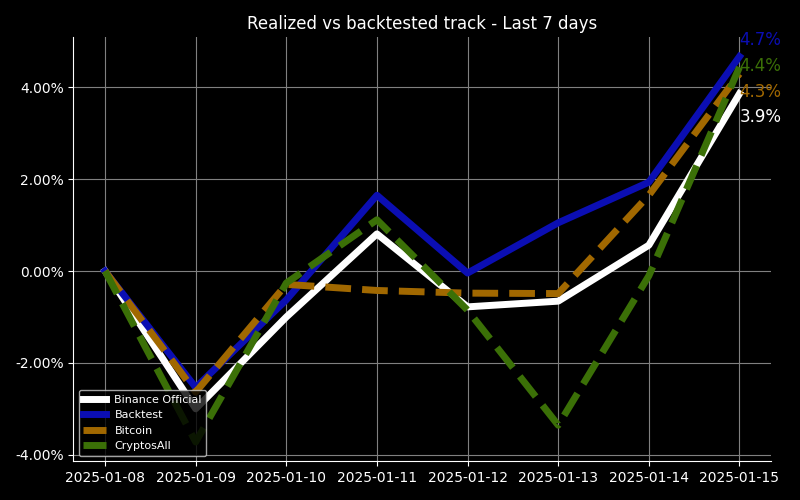 Realized vs backtested track - Last 7 days
4.7%
4.4%
4.3%
3.9%
4.00%
2.00%
0.00%
-2.00%
-4.00%
Binance Official
Backtest
Bitcoin
CryptosAll
2025-01-08 2025-01-09 2025-01-10 2025-01-11 2025-01-12 2025-01-13 2025-01-14 2025-01-15